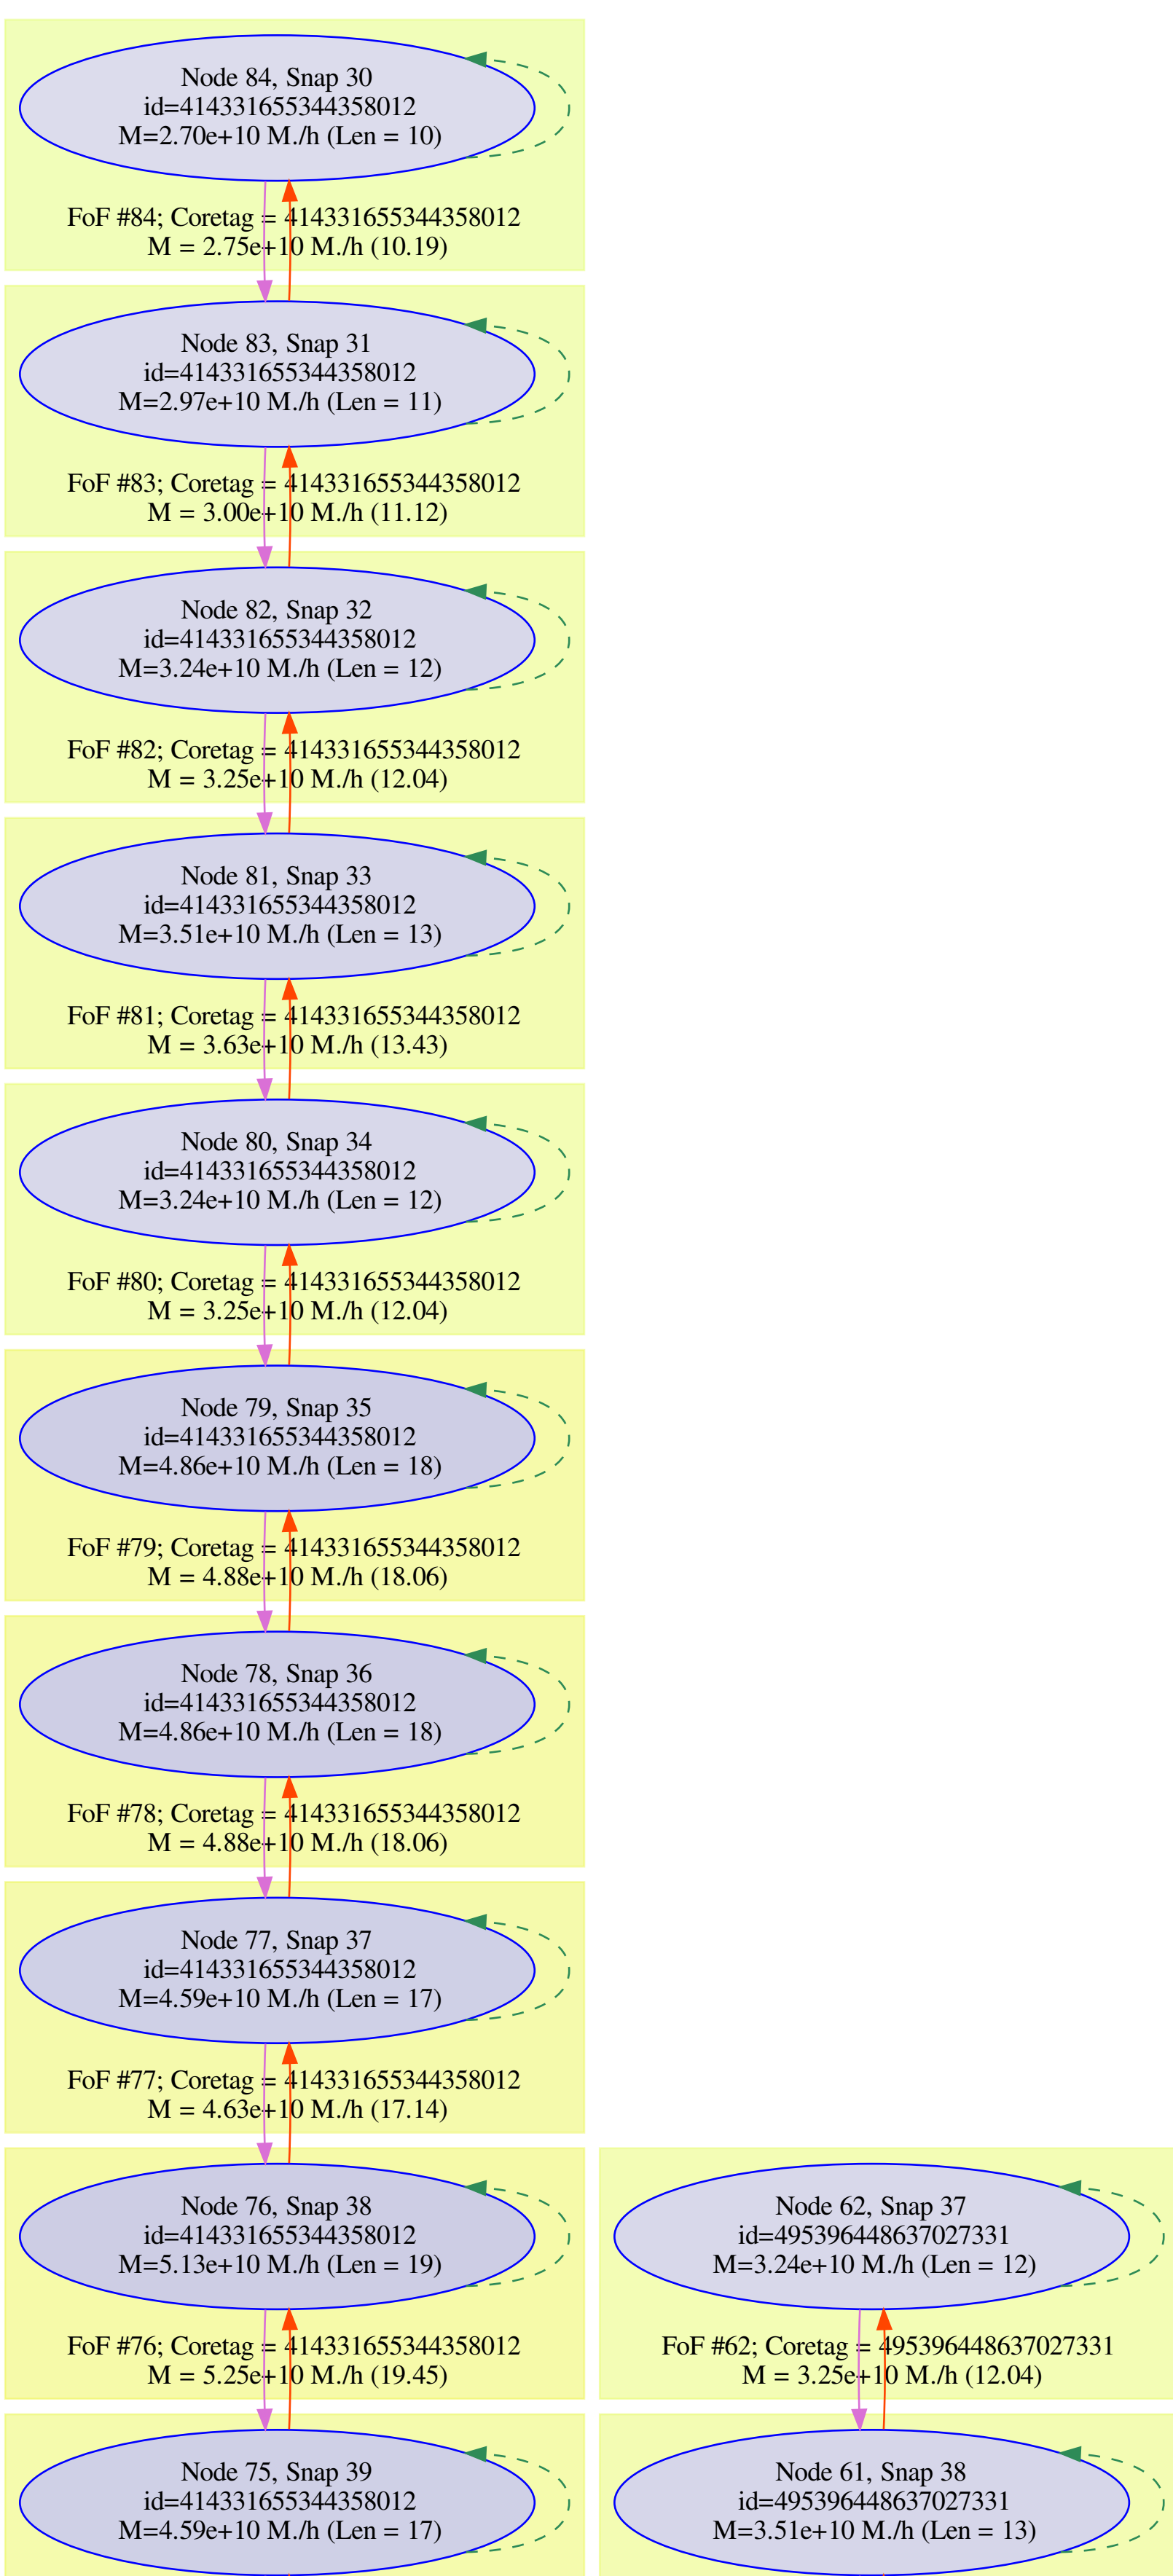 Node 84, Snap 30
id=414331655344358012
M=2.70e+10 M./h (Len = 10)
FoF #84; Coretag = 414331655344358012
M = 2.75e+10 M./h (10.19)
Node 83, Snap 31
id=414331655344358012
M=2.97e+10 M./h (Len = 11)
FoF #83; Coretag = 414331655344358012
M = 3.00e+10 M./h (11.12)
Node 82, Snap 32
id=414331655344358012
M=3.24e+10 M./h (Len = 12)
FoF #82; Coretag = 414331655344358012
M = 3.25e+10 M./h (12.04)
Node 81, Snap 33
id=414331655344358012
M=3.51e+10 M./h (Len = 13)
FoF #81; Coretag = 414331655344358012
M = 3.63e+10 M./h (13.43)
Node 80, Snap 34
id=414331655344358012
M=3.24e+10 M./h (Len = 12)
FoF #80; Coretag = 414331655344358012
M = 3.25e+10 M./h (12.04)
Node 79, Snap 35
id=414331655344358012
M=4.86e+10 M./h (Len = 18)
FoF #79; Coretag = 414331655344358012
M = 4.88e+10 M./h (18.06)
Node 78, Snap 36
id=414331655344358012
M=4.86e+10 M./h (Len = 18)
FoF #78; Coretag = 414331655344358012
M = 4.88e+10 M./h (18.06)
Node 77, Snap 37
id=414331655344358012
M=4.59e+10 M./h (Len = 17)
FoF #77; Coretag = 414331655344358012
M = 4.63e+10 M./h (17.14)
Node 76, Snap 38
id=414331655344358012
M=5.13e+10 M./h (Len = 19)
FoF #76; Coretag = 414331655344358012
M = 5.25e+10 M./h (19.45)
Node 62, Snap 37
id=495396448637027331
M=3.24e+10 M./h (Len = 12)
FoF #62; Coretag = 495396448637027331
M = 3.25e+10 M./h (12.04)
Node 75, Snap 39
id=414331655344358012
M=4.59e+10 M./h (Len = 17)
Node 61, Snap 38
id=495396448637027331
M=3.51e+10 M./h (Len = 13)